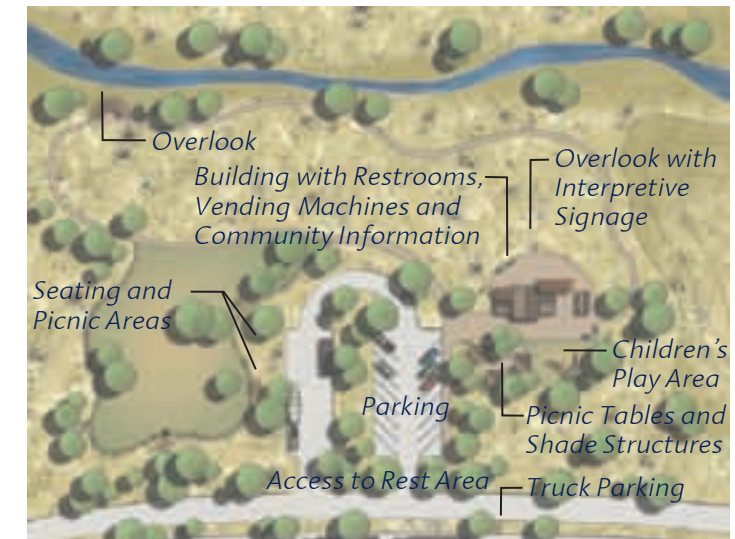 Overlook
Building with Restrooms,
Vending Machines and
Community Information
Overlook with
Interpretive
Signage
Seating and
Picnic Areas
Children's
Play Area
Parking
Picnic Tables and
Shade Structures
Access to Rest Area
Truck Parking